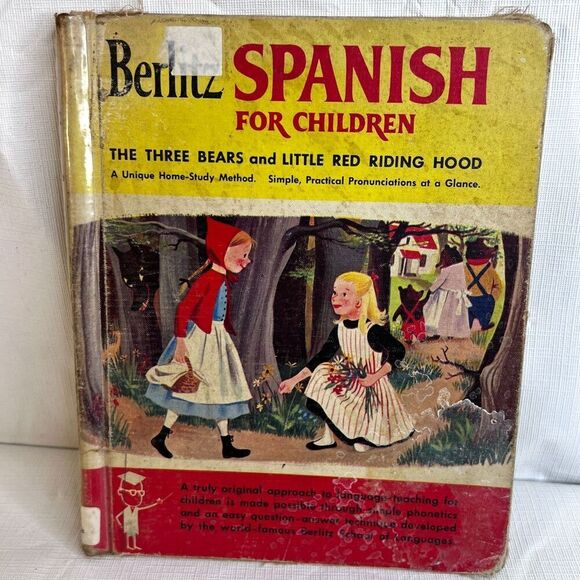 Berlitz SPANISH
FOR CHILDREN
THE THREE BEARS and LITTLE RED RIDING HOOD
A Unique Home-Study Method. Simple, Practical Pronunciations at a Glance.
A truly original approach to language-teaching for
children is made possible through simple phonetics
and an easy question-answer technique developed
by the world-famous Berlitz School of Languages.